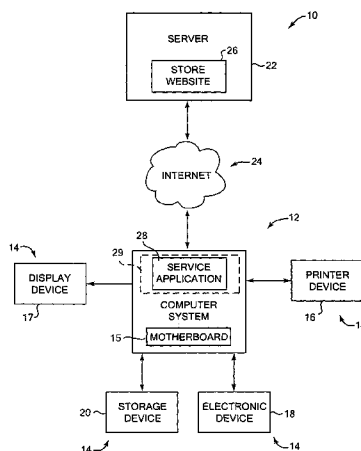 10
SERVER
26
STORE
WEBSITE
22
INTERNET
24
12
14
28
29
SERVICE
APPLICATION
DISPLAY
DEVICE
17
COMPUTER
SYSTEM
PRINTER
DEVICE
16
14
15
MOTHERBOARD
STORAGE
DEVICE
20
ELECTRONIC
DEVICE
18
14
14